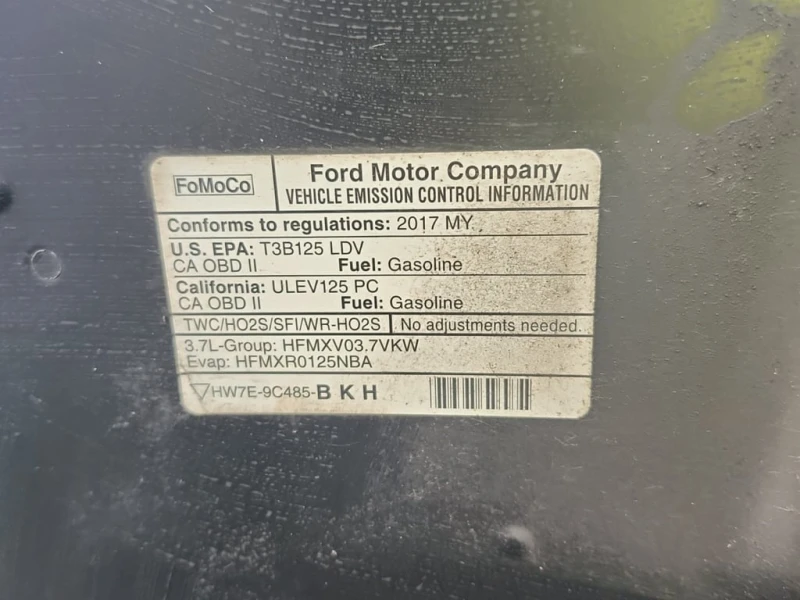 FoMoCo
Ford Motor Company
VEHICLE EMISSION CONTROL INFORMATION
Conforms to regulations: 2017 MY
U.S. EPA: T3B125 LDV
CA OBD II Fuel: Gasoline
California: ULEV125 PC
CA OBD II Fuel: Gasoline
TWC/HO2S/SFI/WR-HO2S No adjustments needed.
3.7L-Group: HFMXV03.7VKW
Evap: HFMXR0125NBA
HW7E-9C485-B K H